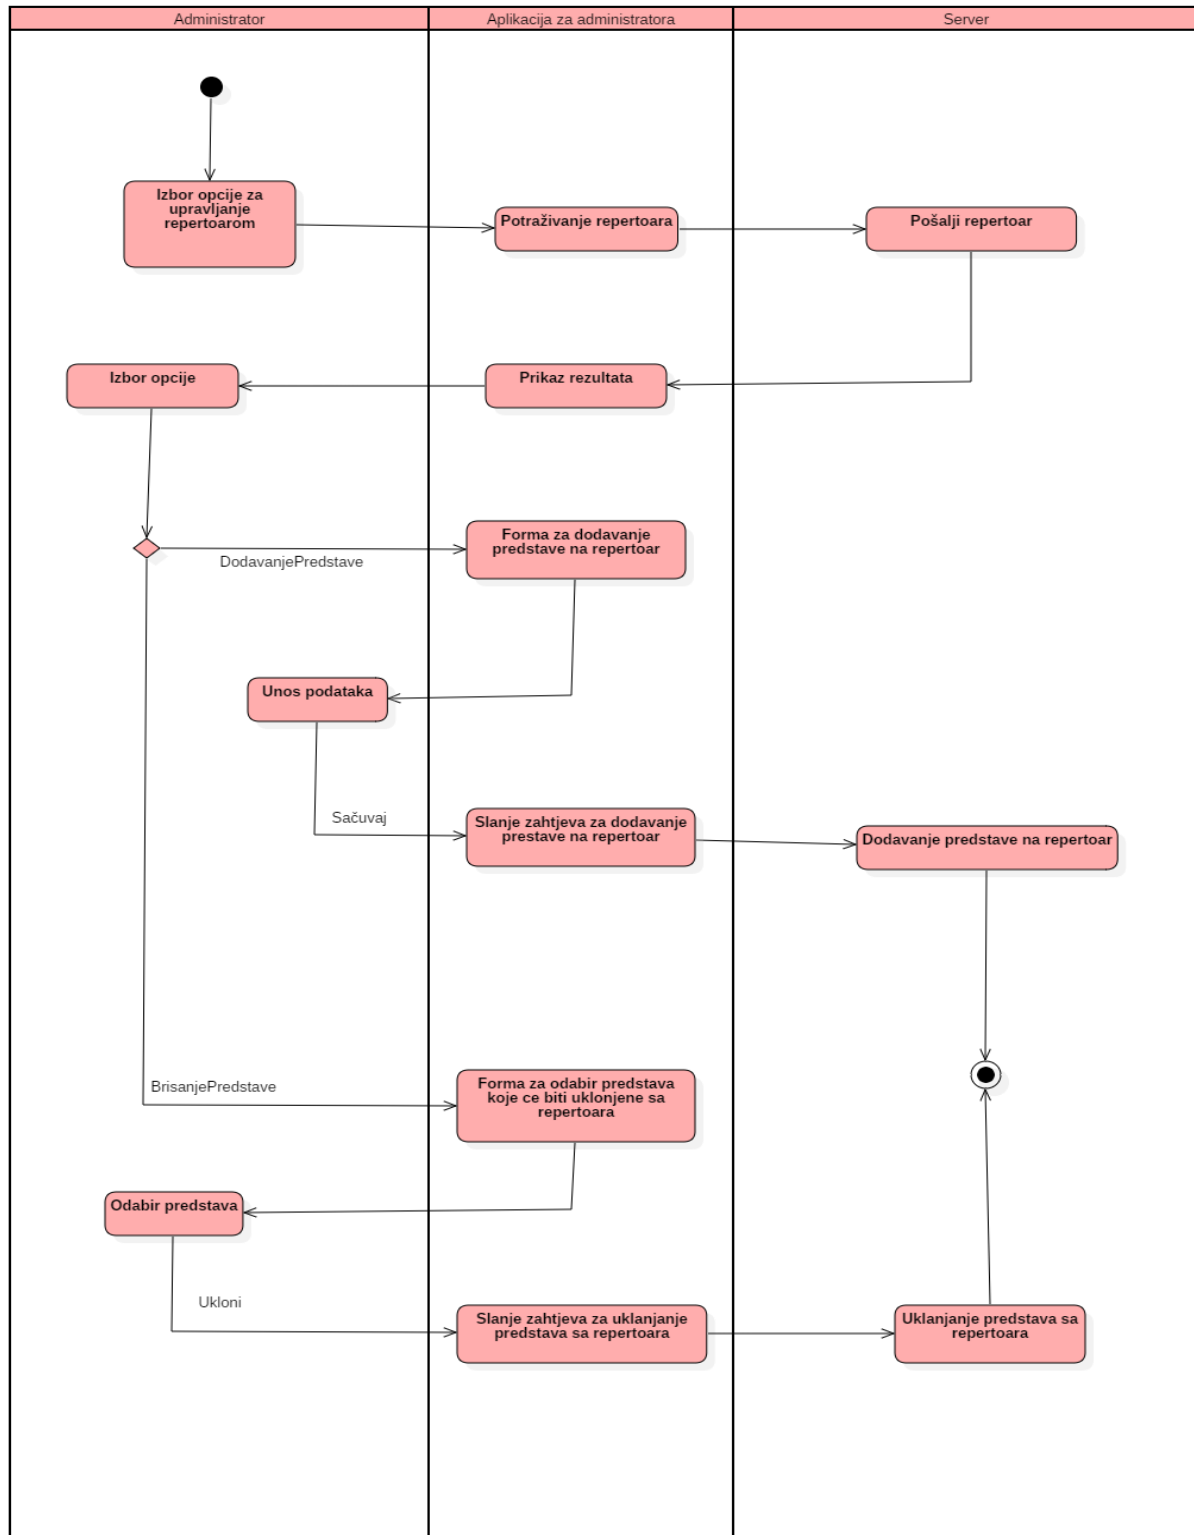 Administrator
Aplikacija za administratora
Server
Izbor opcije za
upravljanje
repertoarom
Potraživanje repertoara
Pošalji repertoar
Izbor opcije
Prikaz rezultata
Forma za dodavanje
predstave na repertoar
DodavanjePredstave
Unos podataka
Sačuvaj
Slanje zahtjeva za dodavanje
prestave na repertoar
Dodavanje predstave na repertoar
BrisanjePredstave
Forma za odabir predstava
koje ce biti uklonjene sa
repertoara
Odabir predstava
Ukloni
Slanje zahtjeva za uklanjanje
predstava sa repertoara
Uklanjanje predstava sa
repertoara